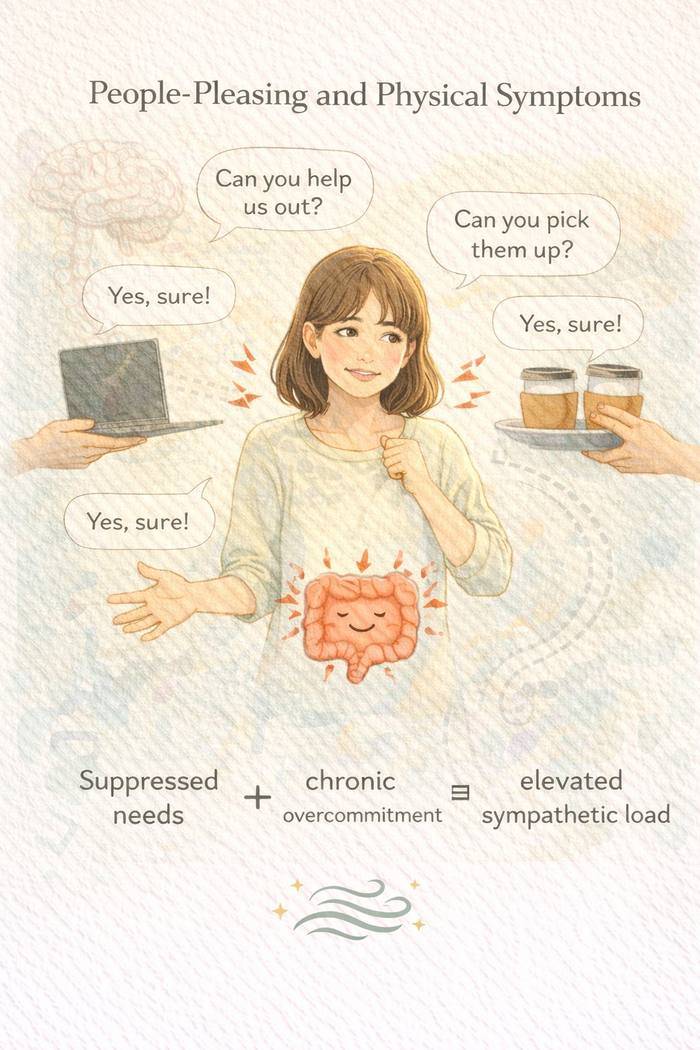 People-Pleasing and Physical Symptoms
Can you help
us out?
Can you pick
them up?
Yes, sure!
Yes, sure!
Yes, sure!
Suppressed
needs
+
chronic
overcommitment
≡
elevated
sympathetic load